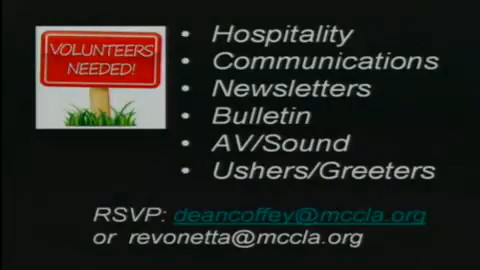 VOLUNTEERS
NEEDED!
• Hospitality
• Communications
• Newsletters
• Bulletin
• AV/Sound
• Ushers/Greeters
RSVP: deancoffey@mccla.org
or revonetta@mccla.org